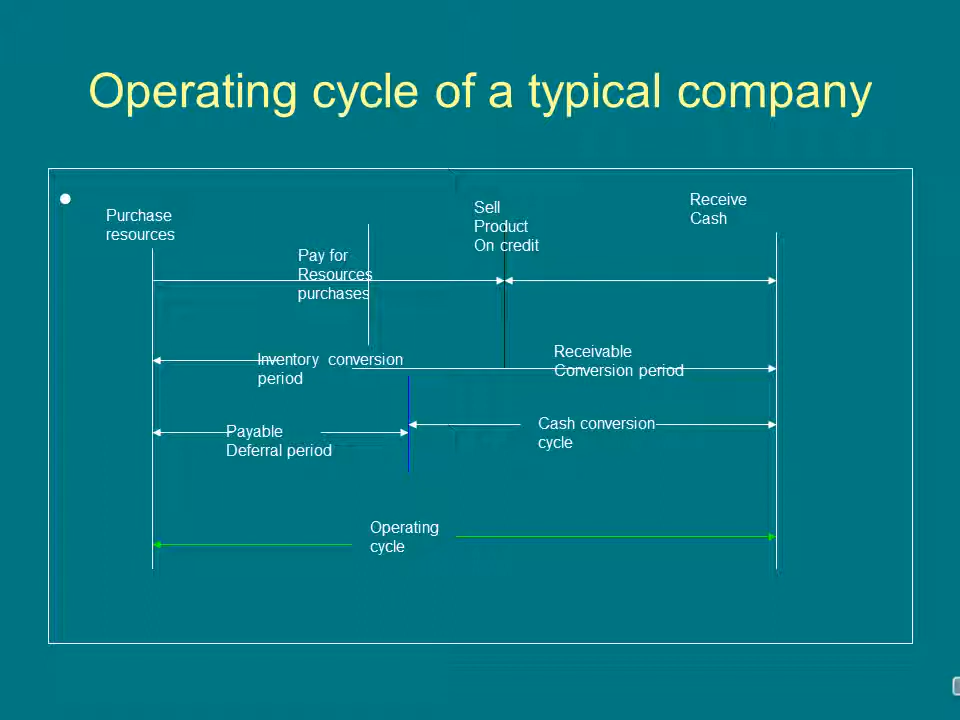 Operating cycle of a typical company
Purchase
resources
Pay for
Resources
purchases
Sell
Product
On credit
Receive
Cash
Inventory conversion
period
Receivable
Conversion period
Payable
Deferral period
Cash conversion
cycle
Operating
cycle